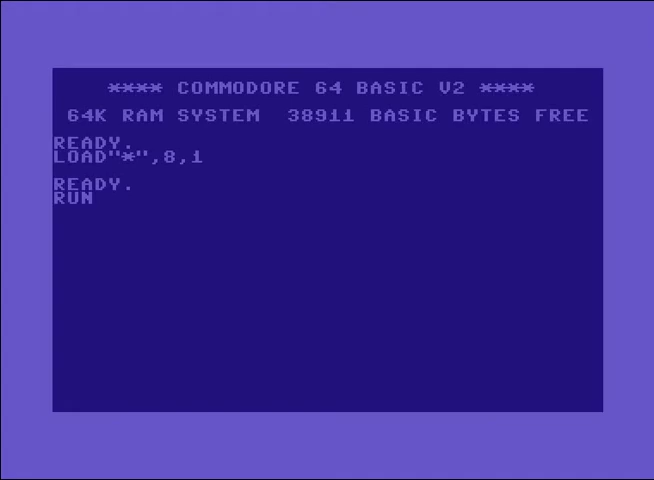 **** COMMODORE 64 BASIC V2 ****
64K RAM SYSTEM  38911 BASIC BYTES FREE
READY.
LOAD"*",8,1
READY.
RUN